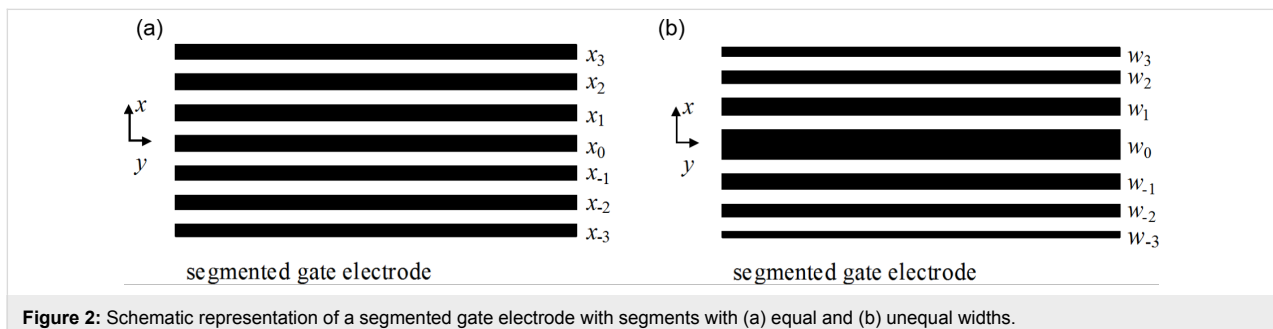 (a)
x3
x2
x1
x0
x-1
x-2
x-3
x
y
segmented gate electrode
(b)
w3
w2
w1
w0
w-1
w-2
w-3
x
y
segmented gate electrode
Figure 2: Schematic representation of a segmented gate electrode with segments with (a) equal and (b) unequal widths.